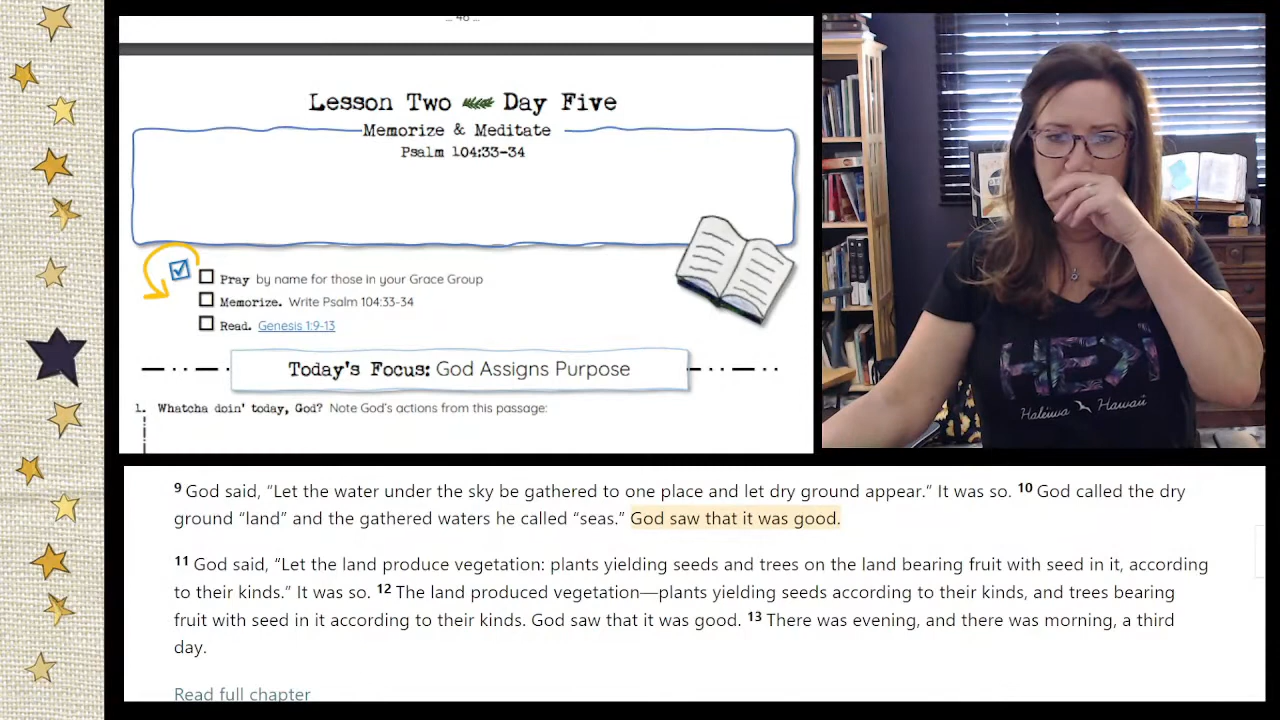 ... 46 ...
Lesson Two Day Five
Memorize & Meditate
Psalm 104:33-34
Pray by name for those in your Grace Group
Memorize. Write Psalm 104:33-34
Read. Genesis 1:9-13
Today's Focus: God Assigns Purpose
1. Whatcha doin' today, God? Note God's actions from this passage:
Haleiwa Hawaii
9 God said, “Let the water under the sky be gathered to one place and let dry ground appear.” It was so. 10 God called the dry
ground “land” and the gathered waters he called “seas.” God saw that it was good.
11 God said, “Let the land produce vegetation: plants yielding seeds and trees on the land bearing fruit with seed in it, according
to their kinds.” It was so. 12 The land produced vegetation—plants yielding seeds according to their kinds, and trees bearing
fruit with seed in it according to their kinds. God saw that it was good. 13 There was evening, and there was morning, a third
day.
Read full chapter